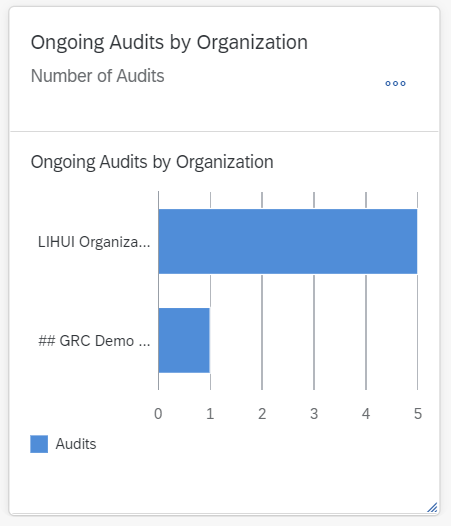 Ongoing Audits by Organization
Number of Audits
Ongoing Audits by Organization
LIHUI Organiza...
## GRC Demo ...
0 1 2 3 4 5
Audits